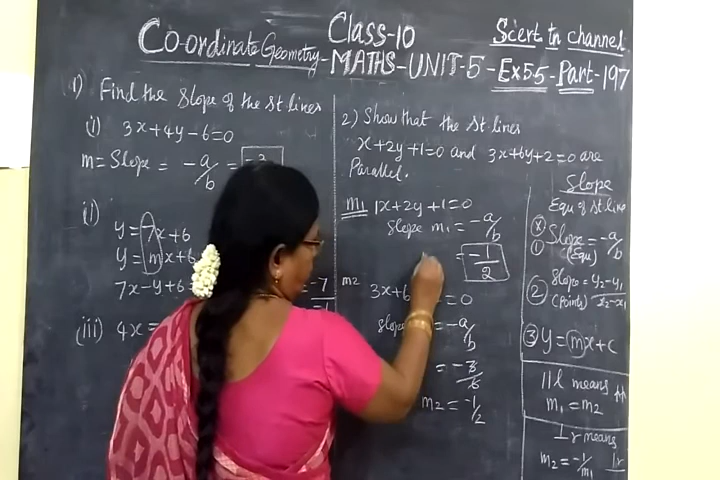 Class-10
Scert tn channel
Co-ordinate Geometry-MATHS-UNIT-5-Ex5.5-Part-197
1) Find the Slope of the St lines
(i) 3x+4y-6=0
m= Slope = -a/b = -3
(ii)
y = -7x+6
y = mx+6
7x-y+6
-7
(iii) 4x =
2) Show that the St. lines
x+2y+1=0 and 3x+6y+2=0 are
Parallel.
m1 1x+2y+1=0
Slope m1 = -a/b
= -1/2
m2 3x+6 = 0
Slope = -a/b
= -3/6
m2 = -1/2
Slope
Equ of St. line
① Slope = -a/b
(Equ)
② Slope = y2-y1/x2-x1
(Points)
③ y = mx+c
||l means ↑↑
m1 = m2
⊥r means
m2 = -1/m1 ⊥r